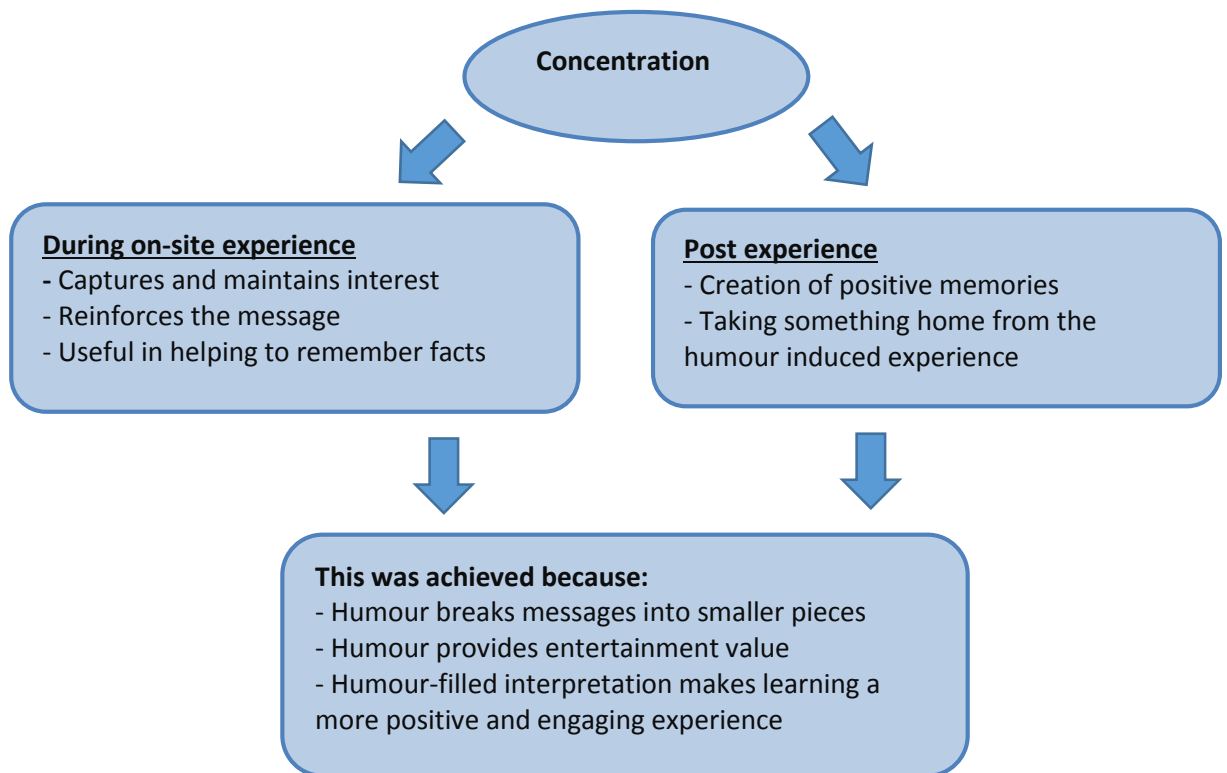 Concentration
During on-site experience
- Captures and maintains interest
- Reinforces the message
- Useful in helping to remember facts
Post experience
- Creation of positive memories
- Taking something home from the
humour induced experience
This was achieved because:
- Humour breaks messages into smaller pieces
- Humour provides entertainment value
- Humour-filled interpretation makes learning a
more positive and engaging experience